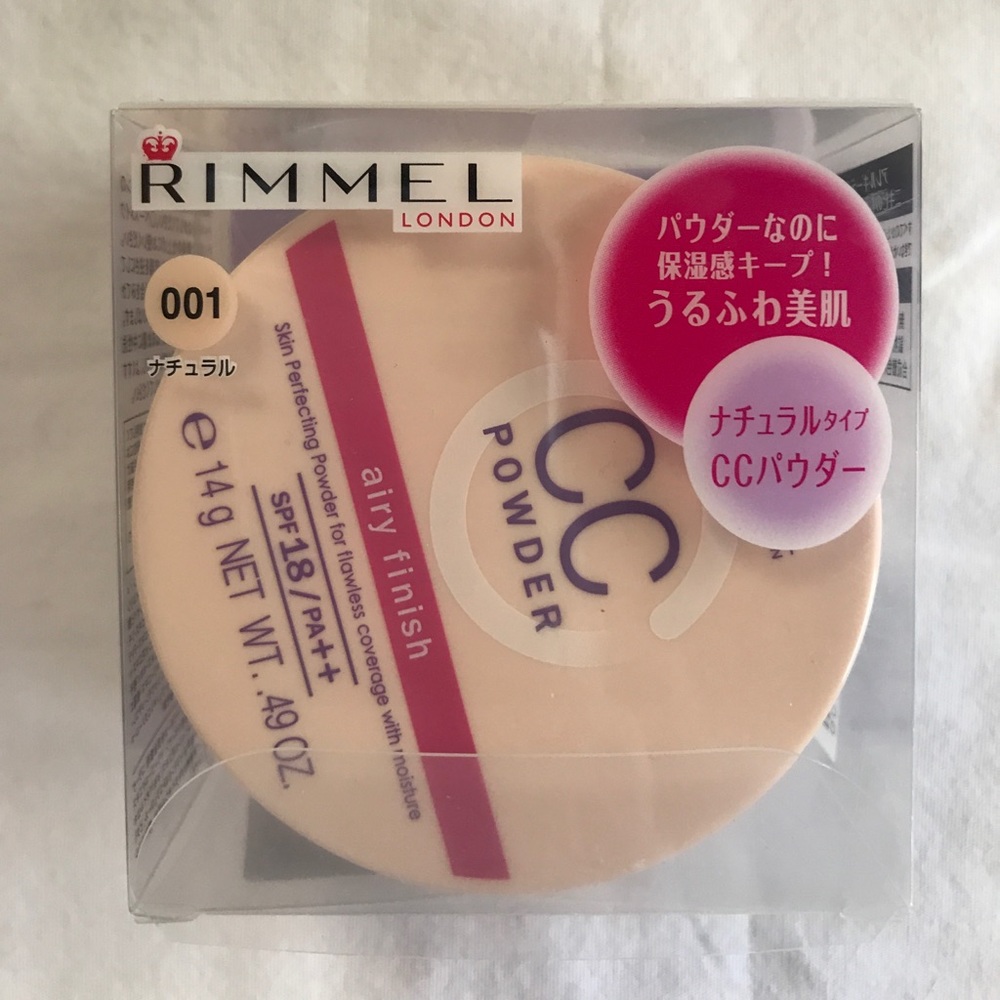 RIMMEL
LONDON
001
ナチュラル
パウダーなのに
保湿感キープ!
うるふわ美肌
ナチュラルタイプ
CCパウダー
CC
POWDER
airy finish
Skin Perfecting Powder for flawless coverage with moisture
SPF18/PA++
e 14g NET WT. .49 OZ.